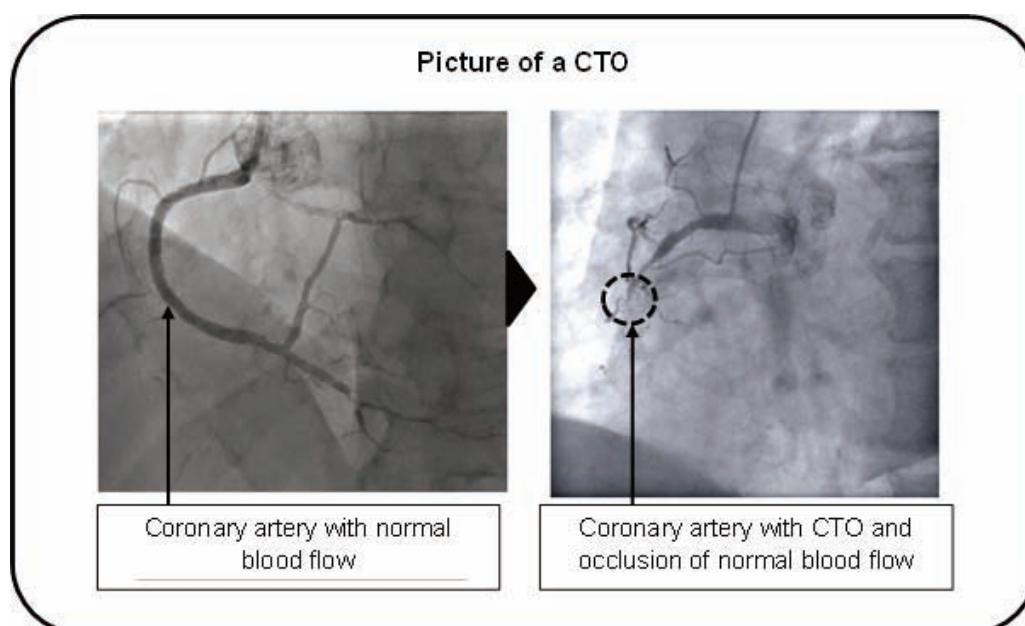 Picture of a CTO
Coronary artery with normal
blood flow
Coronary artery with CTO and
occlusion of normal blood flow